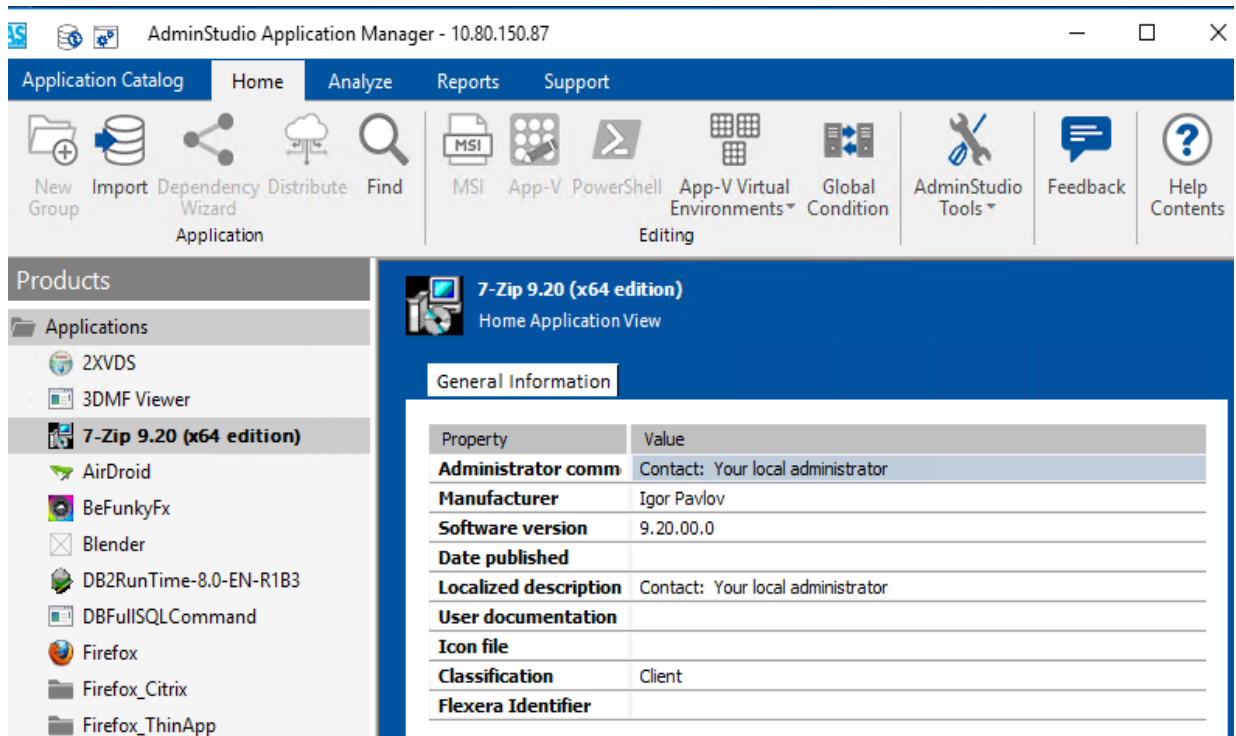 AS
AdminStudio Application Manager - 10.80.150.87
Application Catalog Home Analyze Reports Support
New Group
Import
Dependency Wizard
Distribute
Find
Application
MSI
MSI
App-V
PowerShell
App-V Virtual Environments
Global Condition
Editing
AdminStudio Tools
Feedback
Help Contents
Products
Applications
2XVDS
3DMF Viewer
7-Zip 9.20 (x64 edition)
AirDroid
BeFunkyFx
Blender
DB2RunTime-8.0-EN-R1B3
DBFullSQLCommand
Firefox
Firefox_Citrix
Firefox_ThinApp
7-Zip 9.20 (x64 edition)
Home Application View
General Information
Property Value
Administrator comm Contact: Your local administrator
Manufacturer Igor Pavlov
Software version 9.20.00.0
Date published
Localized description Contact: Your local administrator
User documentation
Icon file
Classification Client
Flexera Identifier